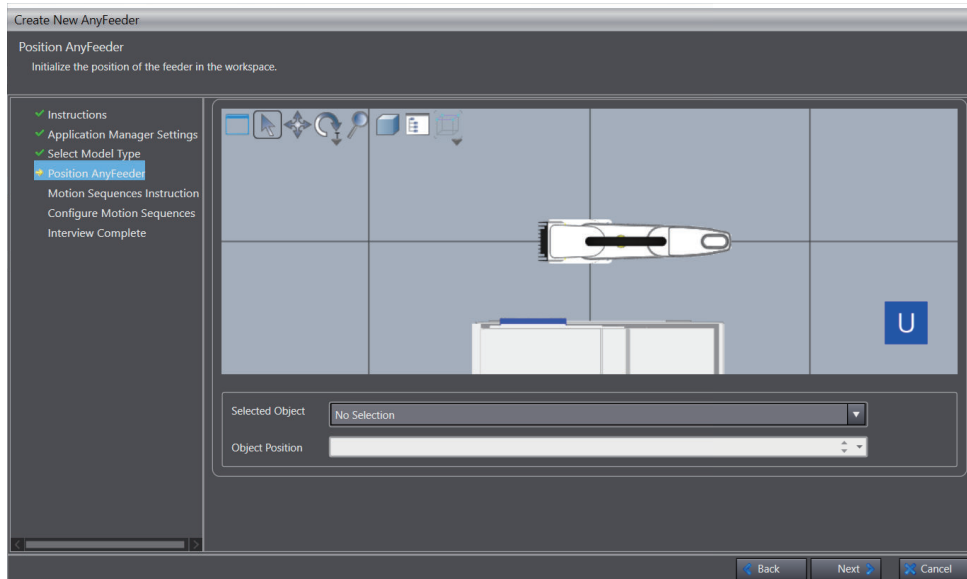 Create New AnyFeeder
Position AnyFeeder
Initialize the position of the feeder in the workspace.
Instructions
Application Manager Settings
Select Model Type
Position AnyFeeder
Motion Sequences Instruction
Configure Motion Sequences
Interview Complete
U
Selected Object
No Selection
Object Position
Back
Next
Cancel